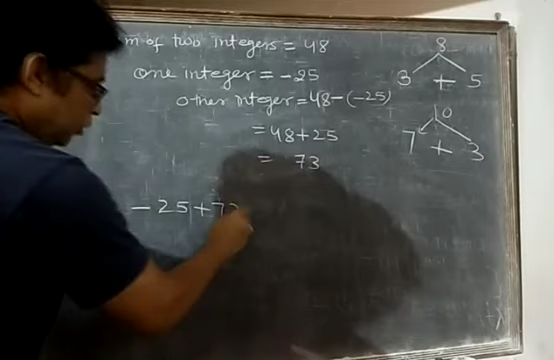 m of two integers = 48
one integer = -25
other integer = 48-(-25)
= 48+25
= 73
-25+7
8
3 + 5
10
7 + 3